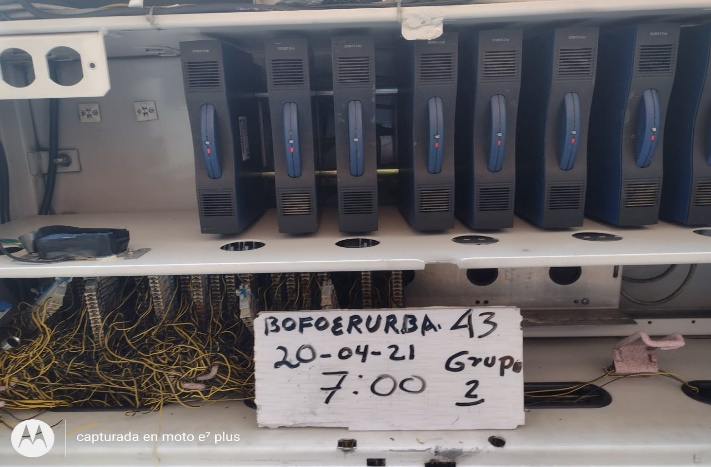 BOFOERURBA. 43
20-04-21
Grupo
7:00 2
capturada en moto e⁷ plus